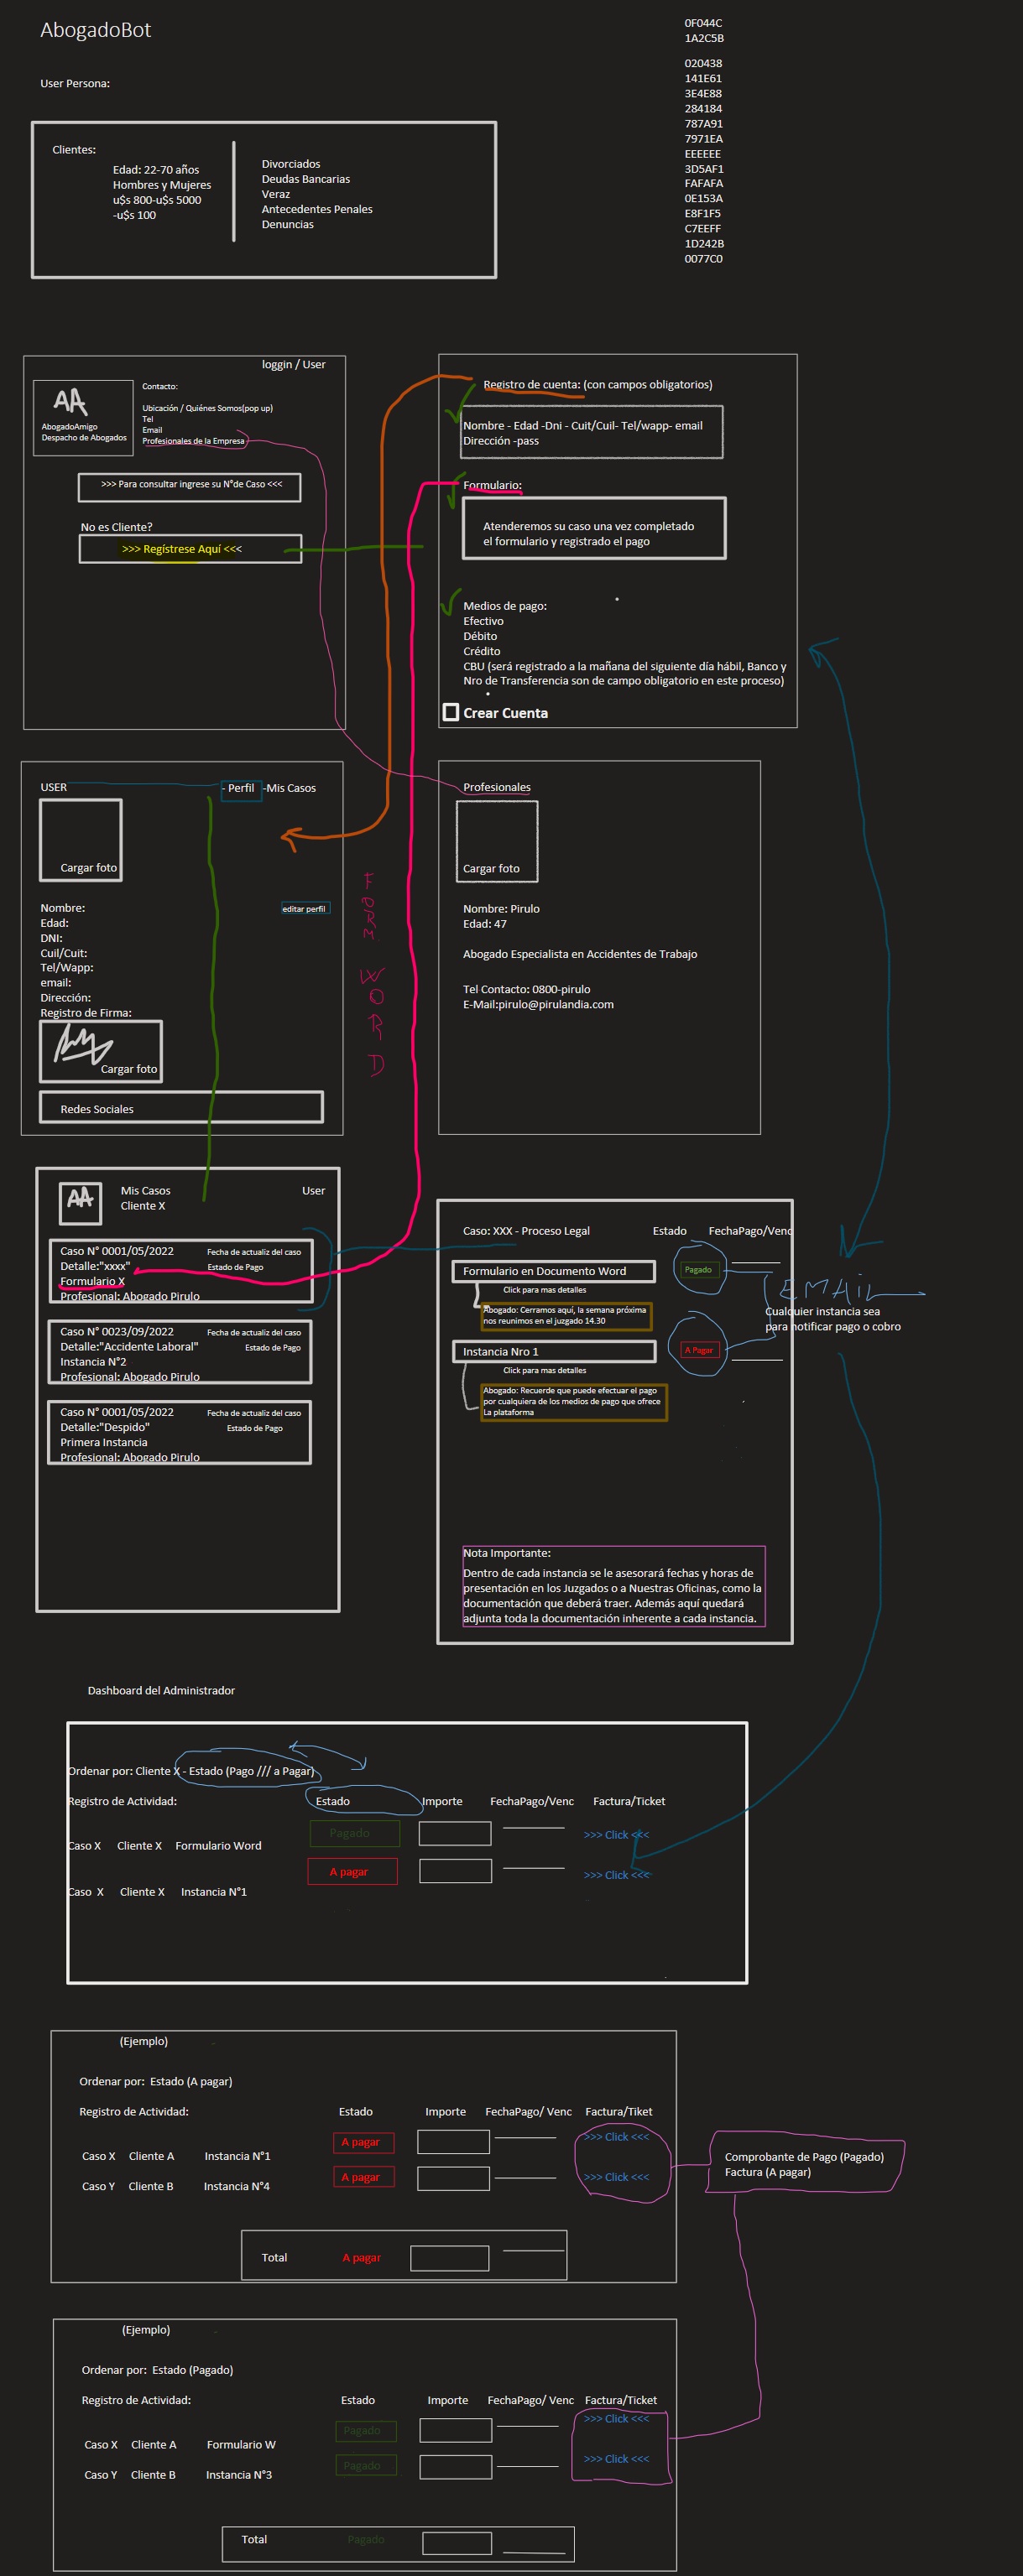 AbogadoBot
0F044C
1A2C5B
020438
141E61
3E4E88
284184
787A91
7971EA
EEEEEE
3D5AF1
FAFAFA
0E153A
E8F1F5
C7EEFF
1D242B
0077C0
User Persona:
Clientes:
Edad: 22-70 años
Hombres y Mujeres
u$s 800-u$s 5000
-u$s 100
Divorciados
Deudas Bancarias
Veraz
Antecedentes Penales
Denuncias
loggin / User
AA
AbogadoAmigo
Despacho de Abogados
Contacto:
Ubicación / Quiénes Somos(pop up)
Tel
Email
Profesionales de la Empresa
>>> Para consultar ingrese su N°de Caso <<<
No es Cliente?
>>> Regístrese Aquí <<<
Registro de cuenta: (con campos obligatorios)
Nombre - Edad -Dni - Cuit/Cuil- Tel/wapp- email
Dirección -pass
Formulario:
Atenderemos su caso una vez completado
el formulario y registrado el pago
Medios de pago:
Efectivo
Débito
Crédito
CBU (será registrado a la mañana del siguiente día hábil, Banco y
Nro de Transferencia son de campo obligatorio en este proceso)
Crear Cuenta
USER
- Perfil -Mis Casos
Cargar foto
editar perfil
Nombre:
Edad:
DNI:
Cuil/Cuit:
Tel/Wapp:
email:
Dirección:
Registro de Firma:
Cargar foto
Redes Sociales
FORM WORD
Profesionales
Cargar foto
Nombre: Pirulo
Edad: 47
Abogado Especialista en Accidentes de Trabajo
Tel Contacto: 0800-pirulo
E-Mail:pirulo@pirulandia.com
AA
Mis Casos
Cliente X
User
Caso N° 0001/05/2022 Fecha de actualiz del caso
Detalle:"xxxx" Estado de Pago
Formulario X
Profesional: Abogado Pirulo
Caso N° 0023/09/2022 Fecha de actualiz del caso
Detalle:"Accidente Laboral" Estado de Pago
Instancia N°2
Profesional: Abogado Pirulo
Caso N° 0001/05/2022 Fecha de actualiz del caso
Detalle:"Despido" Estado de Pago
Primera Instancia
Profesional: Abogado Pirulo
Caso: XXX - Proceso Legal Estado FechaPago/Venc
Formulario en Documento Word
Pagado
Click para mas detalles
Abogado: Cerramos aquí, la semana próxima
nos reunimos en el juzgado 14.30
Instancia Nro 1
A Pagar
Click para mas detalles
Abogado: Recuerde que puede efectuar el pago
por cualquiera de los medios de pago que ofrece
La plataforma
EMAIL
Cualquier instancia sea
para notificar pago o cobro
Nota Importante:
Dentro de cada instancia se le asesorará fechas y horas de
presentación en los Juzgados o a Nuestras Oficinas, como la
documentación que deberá traer. Además aquí quedará
adjunta toda la documentación inherente a cada instancia.
Dashboard del Administrador
Ordenar por: Cliente X - Estado (Pago /// a Pagar)
Registro de Actividad: Estado Importe FechaPago/Venc Factura/Ticket
Caso X Cliente X Formulario Word Pagado >>> Click <<<
Caso X Cliente X Instancia N°1 A pagar >>> Click <<<
(Ejemplo)
Ordenar por: Estado (A pagar)
Registro de Actividad: Estado Importe FechaPago/ Venc Factura/Tiket
Caso X Cliente A Instancia N°1 A pagar >>> Click <<<
Caso Y Cliente B Instancia N°4 A pagar >>> Click <<<
Total A pagar
Comprobante de Pago (Pagado)
Factura (A pagar)
(Ejemplo)
Ordenar por: Estado (Pagado)
Registro de Actividad: Estado Importe FechaPago/ Venc Factura/Ticket
Caso X Cliente A Formulario W Pagado >>> Click <<<
Caso Y Cliente B Instancia N°3 Pagado >>> Click <<<
Total Pagado